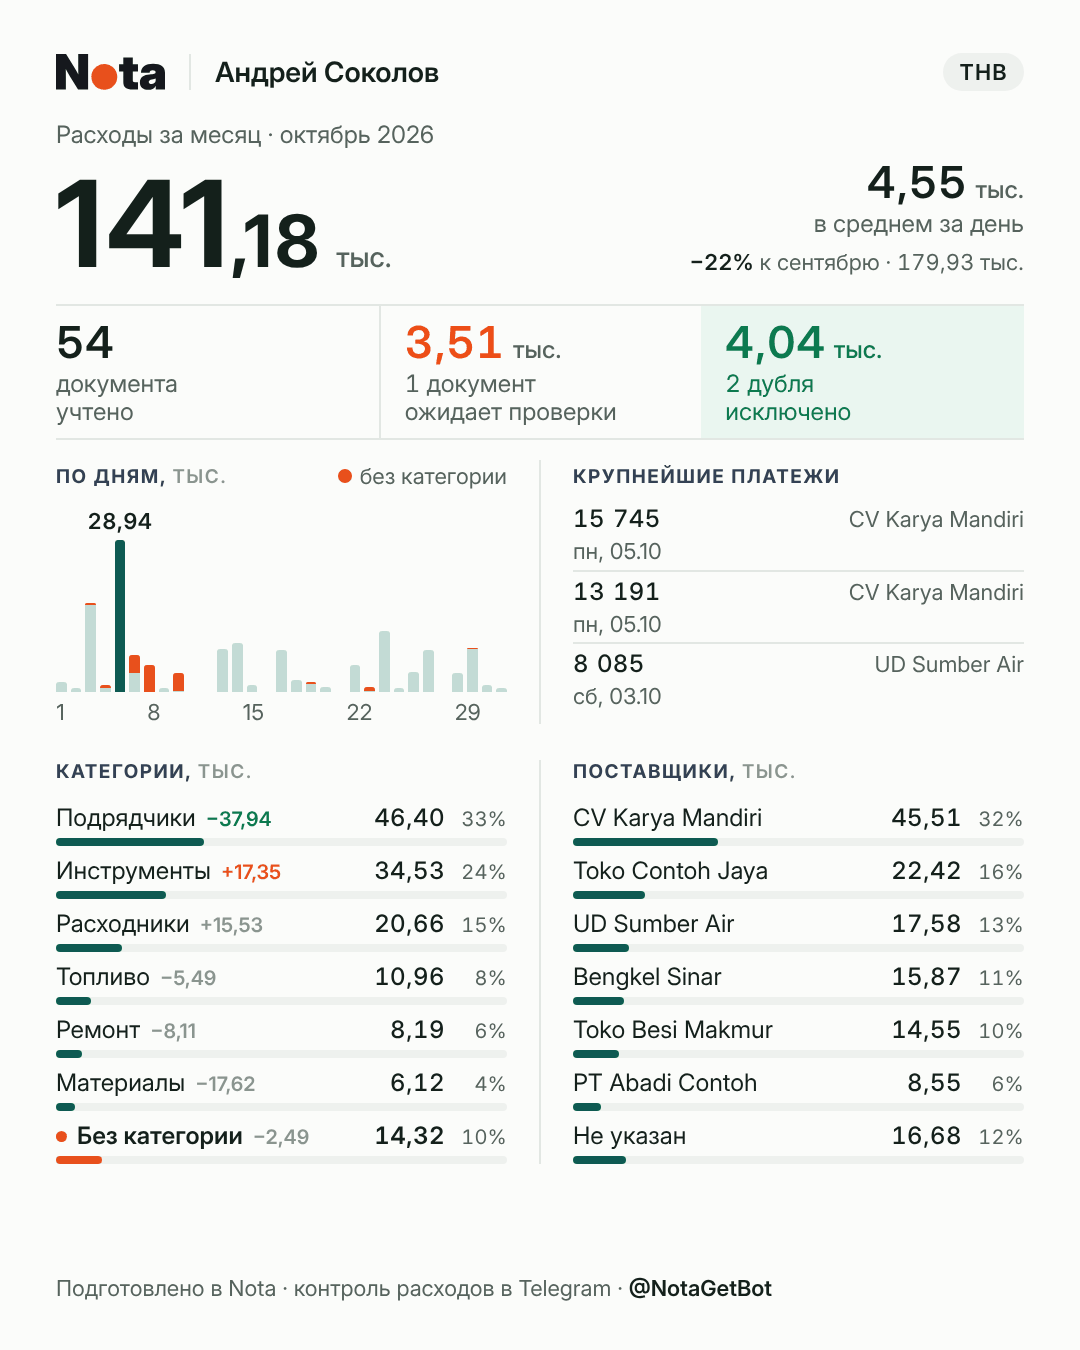 Nota
Андрей Соколов
THB
Расходы за месяц · октябрь 2026
141,18 тыс.
4,55 тыс.
в среднем за день
−22% к сентябрю · 179,93 тыс.
54
документа
учтено
3,51 тыс.
1 документ
ожидает проверки
4,04 тыс.
2 дубля
исключено
ПО ДНЯМ, ТЫС.
без категории
28,94
1 8 15 22 29
КРУПНЕЙШИЕ ПЛАТЕЖИ
15 745 CV Karya Mandiri
пн, 05.10
13 191 CV Karya Mandiri
пн, 05.10
8 085 UD Sumber Air
сб, 03.10
КАТЕГОРИИ, ТЫС.
Подрядчики −37,94 46,40 33%
Инструменты +17,35 34,53 24%
Расходники +15,53 20,66 15%
Топливо −5,49 10,96 8%
Ремонт −8,11 8,19 6%
Материалы −17,62 6,12 4%
Без категории −2,49 14,32 10%
ПОСТАВЩИКИ, ТЫС.
CV Karya Mandiri 45,51 32%
Toko Contoh Jaya 22,42 16%
UD Sumber Air 17,58 13%
Bengkel Sinar 15,87 11%
Toko Besi Makmur 14,55 10%
PT Abadi Contoh 8,55 6%
Не указан 16,68 12%
Подготовлено в Nota · контроль расходов в Telegram · @NotaGetBot